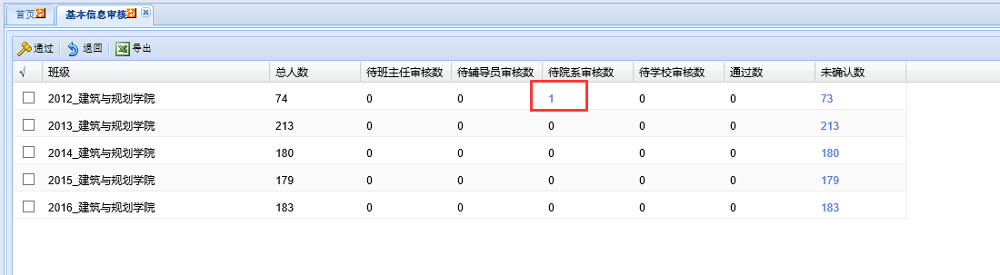 首页 基本信息审核
通过 退回 导出
√ 班级 总人数 待班主任审核数 待辅导员审核数 待院系审核数 待学校审核数 通过数 未确认数
2012_建筑与规划学院 74 0 0 1 0 0 73
2013_建筑与规划学院 213 0 0 0 0 0 213
2014_建筑与规划学院 180 0 0 0 0 0 180
2015_建筑与规划学院 179 0 0 0 0 0 179
2016_建筑与规划学院 183 0 0 0 0 0 183